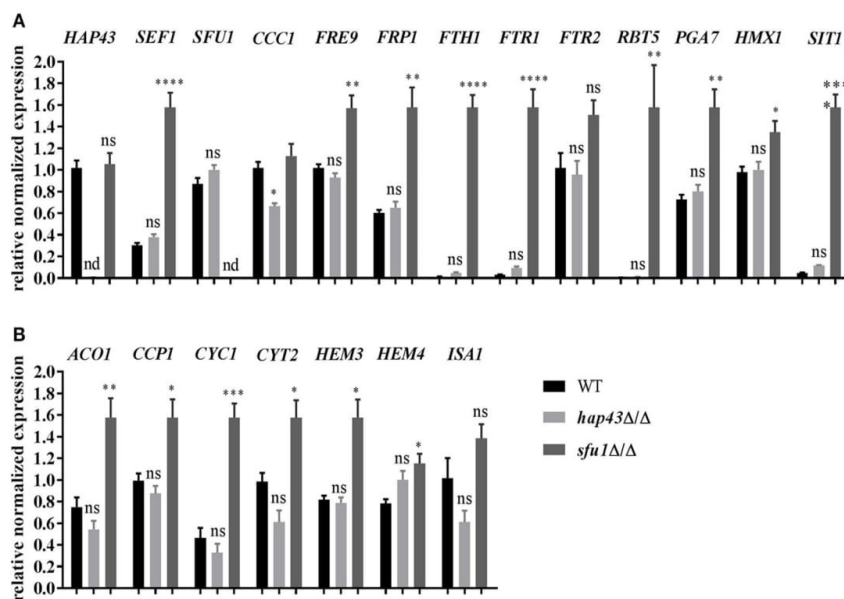 A
HAP43 SEF1 SFU1 CCC1 FRE9 FRP1 FTH1 FTR1 FTR2 RBT5 PGA7 HMX1 SIT1
relative normalized expression
2.0
1.8
1.6
1.4
1.2
1.0
0.8
0.6
0.4
0.2
0.0
nd
ns
****
ns
nd
*
ns
**
ns
**
ns
****
ns
****
ns
ns
ns
**
ns
**
ns
*
ns
***
*
B
ACO1 CCP1 CYC1 CYT2 HEM3 HEM4 ISA1
relative normalized expression
2.0
1.8
1.6
1.4
1.2
1.0
0.8
0.6
0.4
0.2
0.0
ns
**
ns
*
ns
***
ns
*
ns
*
ns
*
ns
ns
WT
hap43Δ/Δ
sfu1Δ/Δ